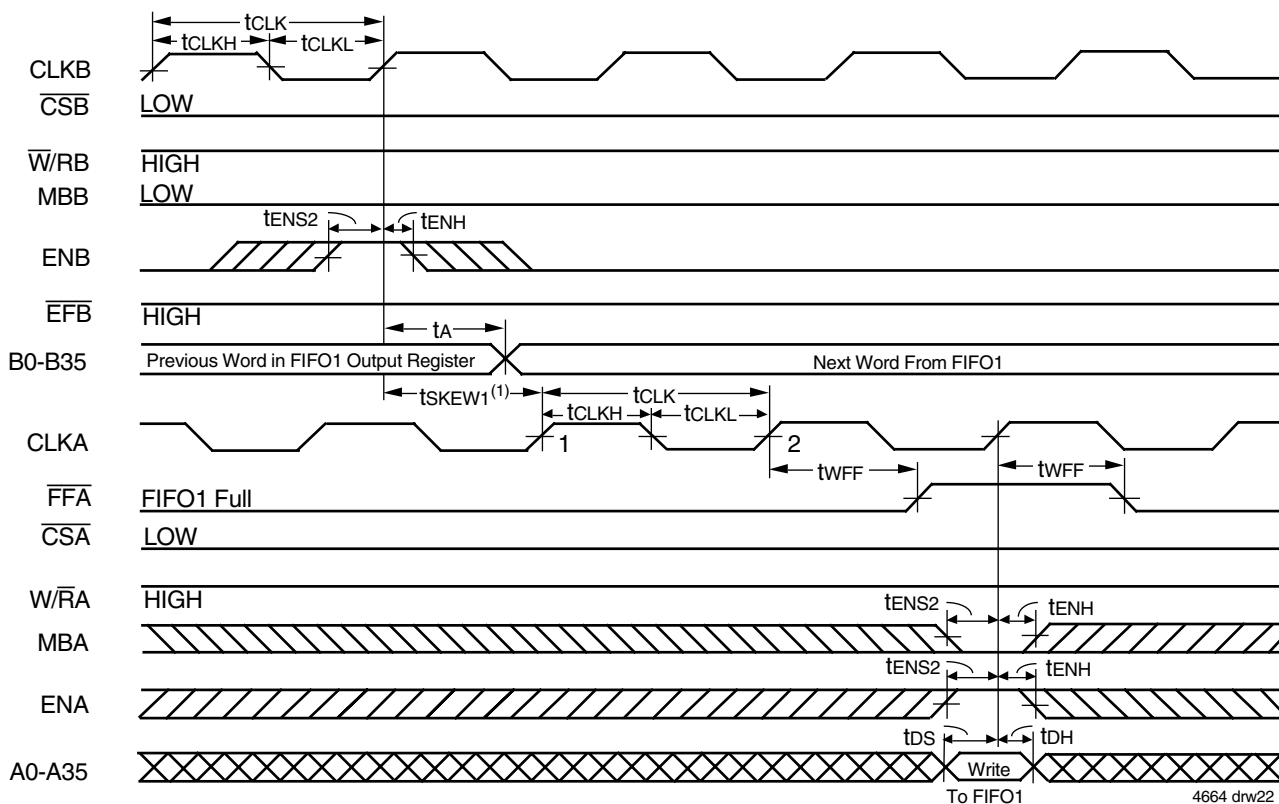 tCLK
tCLKH tCLKL
CLKB
CSB LOW
W/RB HIGH
MBB LOW
tENS2 tENH
ENB
EFB HIGH
tA
B0-B35 Previous Word in FIFO1 Output Register Next Word From FIFO1
tSKEW1(1) tCLK
tCLKH tCLKL
CLKA 1 2
tWFF tWFF
FFA FIFO1 Full
CSA LOW
W/RA HIGH
tENS2 tENH
MBA
tENS2 tENH
ENA
tDS tDH
A0-A35 Write
To FIFO1 4664 drw22